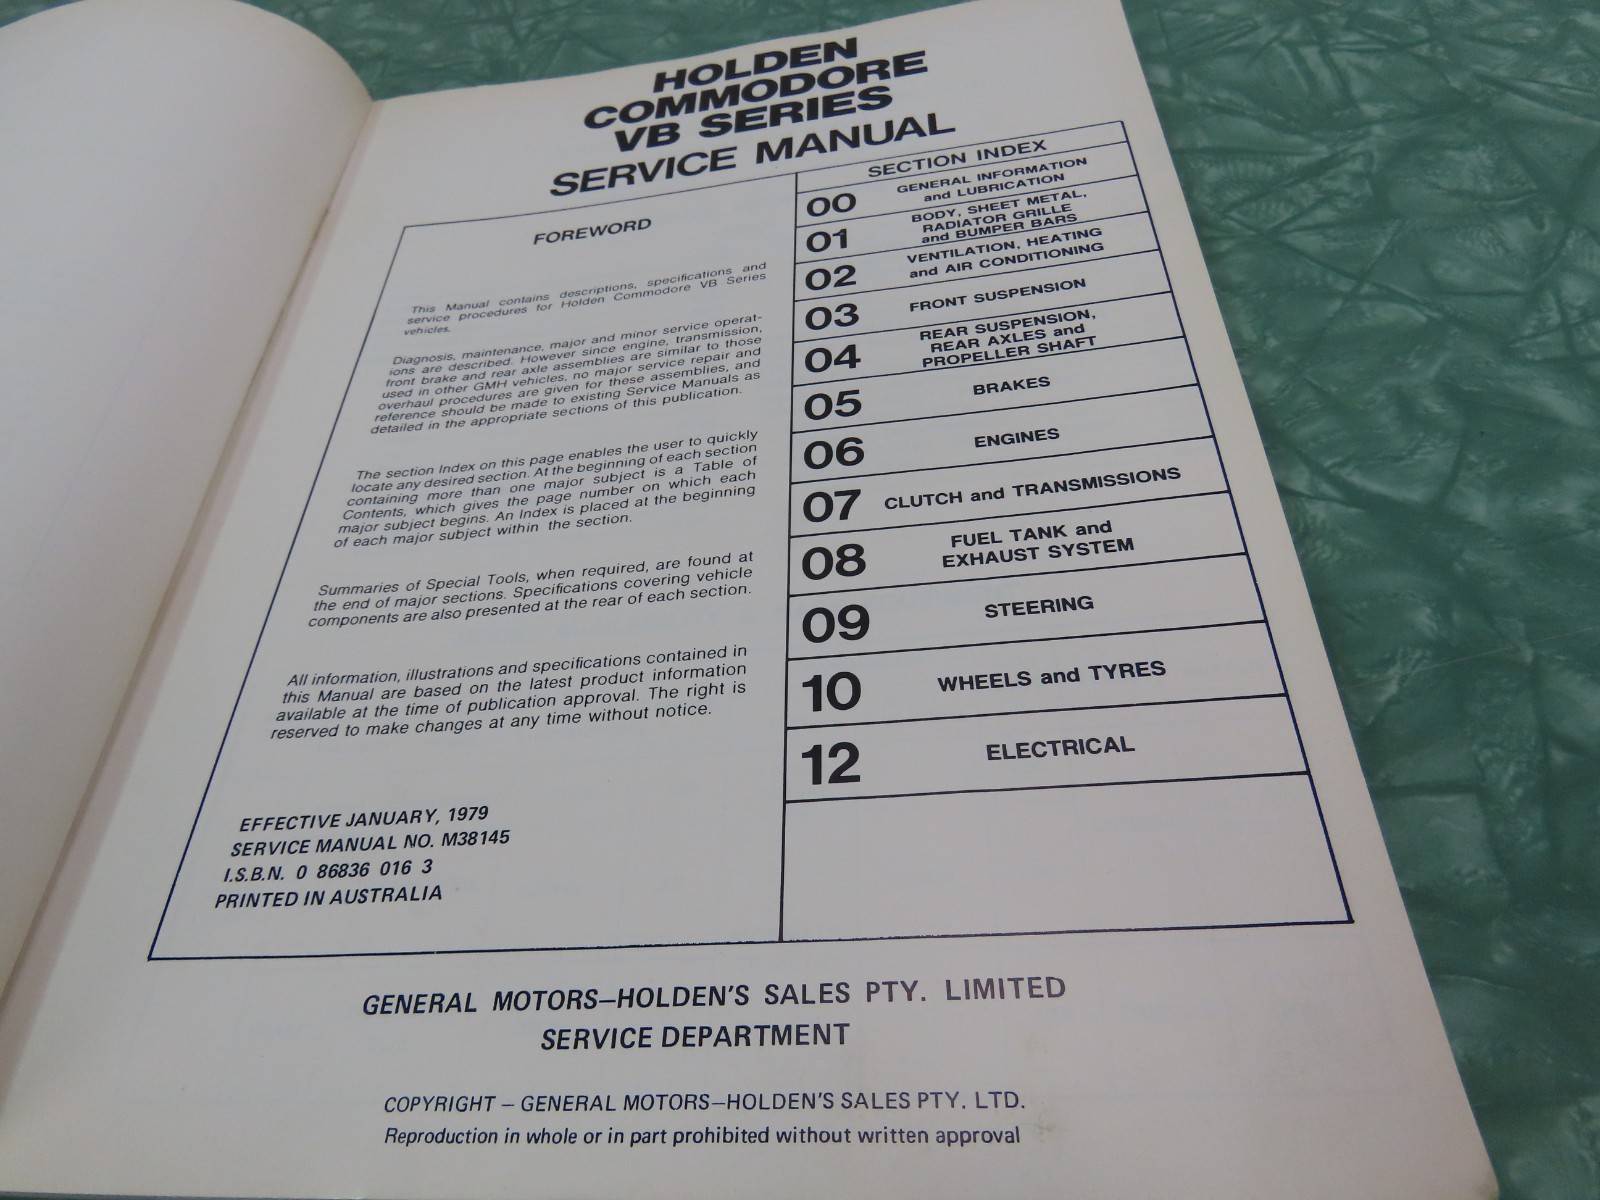 HOLDEN
COMMODORE
VB SERIES
SERVICE MANUAL
FOREWORD
This Manual contains descriptions, specifications and
service procedures for Holden Commodore VB Series
vehicles.
Diagnosis, maintenance, major and minor service operat-
ions are described. However since engine, transmission,
front brake and rear axle assemblies are similar to those
used in other GMH vehicles, no major service repair and
overhaul procedures are given for these assemblies, and
reference should be made to existing Service Manuals as
detailed in the appropriate sections of this publication.
The section Index on this page enables the user to quickly
locate any desired section. At the beginning of each section
containing more than one major subject is a Table of
Contents, which gives the page number on which each
major subject begins. An Index is placed at the beginning
of each major subject within the section.
Summaries of Special Tools, when required, are found at
the end of major sections. Specifications covering vehicle
components are also presented at the rear of each section.
All information, illustrations and specifications contained in
this Manual are based on the latest product information
available at the time of publication approval. The right is
reserved to make changes at any time without notice.
EFFECTIVE JANUARY, 1979
SERVICE MANUAL NO. M38145
I.S.B.N. 0 86836 016 3
PRINTED IN AUSTRALIA
SECTION INDEX
00 GENERAL INFORMATION
and LUBRICATION
01 BODY, SHEET METAL,
RADIATOR GRILLE
and BUMPER BARS
02 VENTILATION, HEATING
and AIR CONDITIONING
03 FRONT SUSPENSION
04 REAR SUSPENSION,
REAR AXLES and
PROPELLER SHAFT
05 BRAKES
06 ENGINES
07 CLUTCH and TRANSMISSIONS
08 FUEL TANK and
EXHAUST SYSTEM
09 STEERING
10 WHEELS and TYRES
12 ELECTRICAL
GENERAL MOTORS–HOLDEN'S SALES PTY. LIMITED
SERVICE DEPARTMENT
COPYRIGHT – GENERAL MOTORS–HOLDEN'S SALES PTY. LTD.
Reproduction in whole or in part prohibited without written approval